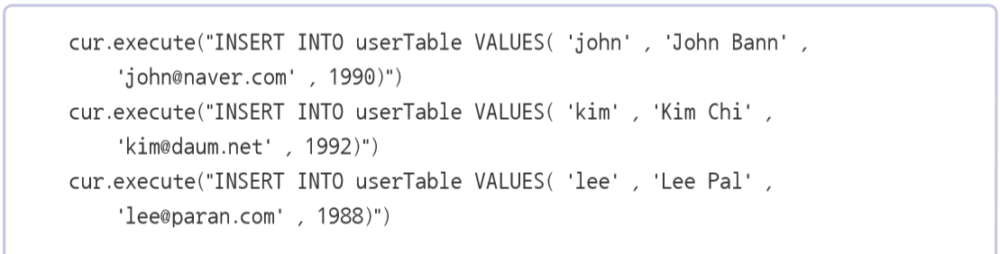 cur.execute("INSERT INTO userTable VALUES( 'john' , 'John Bann' ,
'john@naver.com' , 1990)")
cur.execute("INSERT INTO userTable VALUES( 'kim' , 'Kim Chi' ,
'kim@daum.net' , 1992)")
cur.execute("INSERT INTO userTable VALUES( 'lee' , 'Lee Pal' ,
'lee@paran.com' , 1988)")